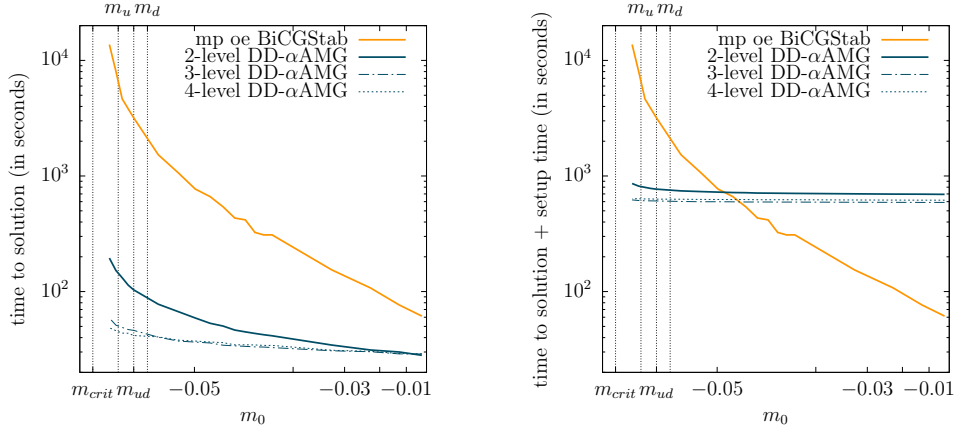 m_u m_d
10^4
10^3
10^2
time to solution (in seconds)
mp oe BiCGStab
2-level DD-αAMG
3-level DD-αAMG
4-level DD-αAMG
m_crit m_ud −0.05 −0.03 −0.01
m_0
m_u m_d
10^4
10^3
10^2
time to solution + setup time (in seconds)
mp oe BiCGStab
2-level DD-αAMG
3-level DD-αAMG
4-level DD-αAMG
m_crit m_ud −0.05 −0.03 −0.01
m_0